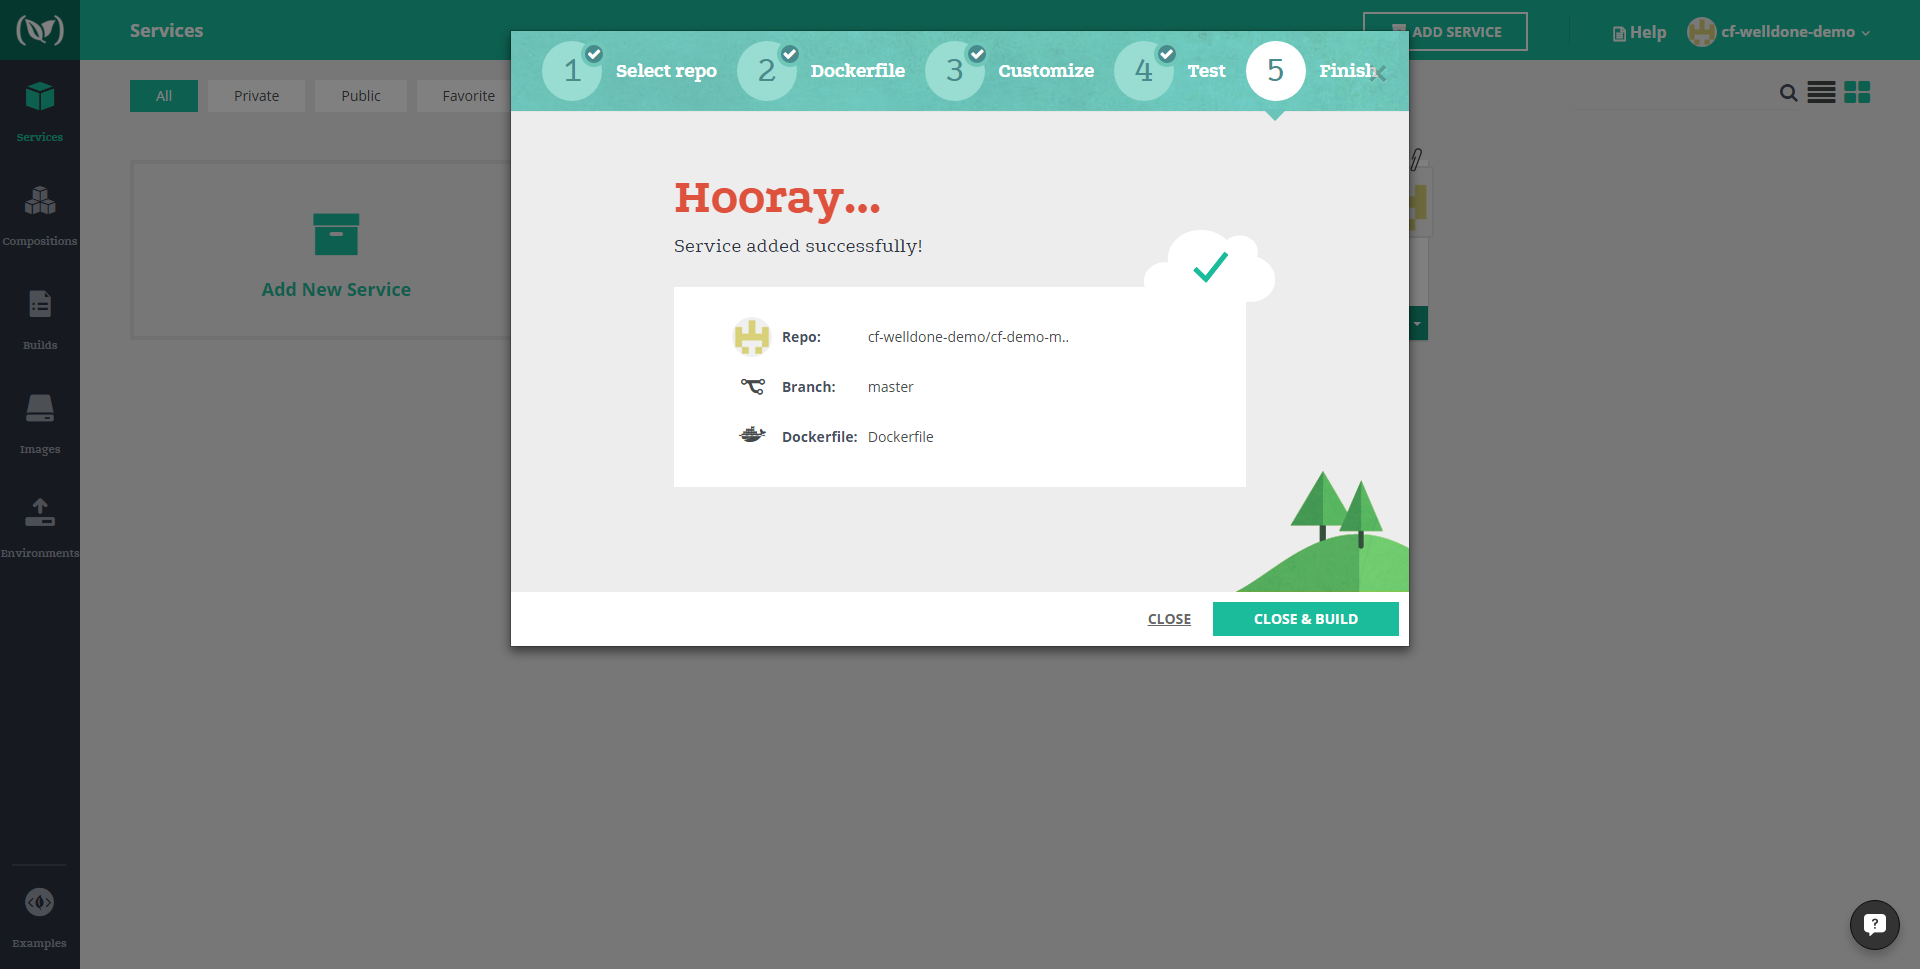 Services
ADD SERVICE
Help
cf-welldone-demo
1 Select repo
2 Dockerfile
3 Customize
4 Test
5 Finish
All
Private
Public
Favorite
Services
Compositions
Builds
Images
Environments
Examples
Add New Service
Hooray...
Service added successfully!
Repo: cf-welldone-demo/cf-demo-m..
Branch: master
Dockerfile: Dockerfile
CLOSE
CLOSE & BUILD
?